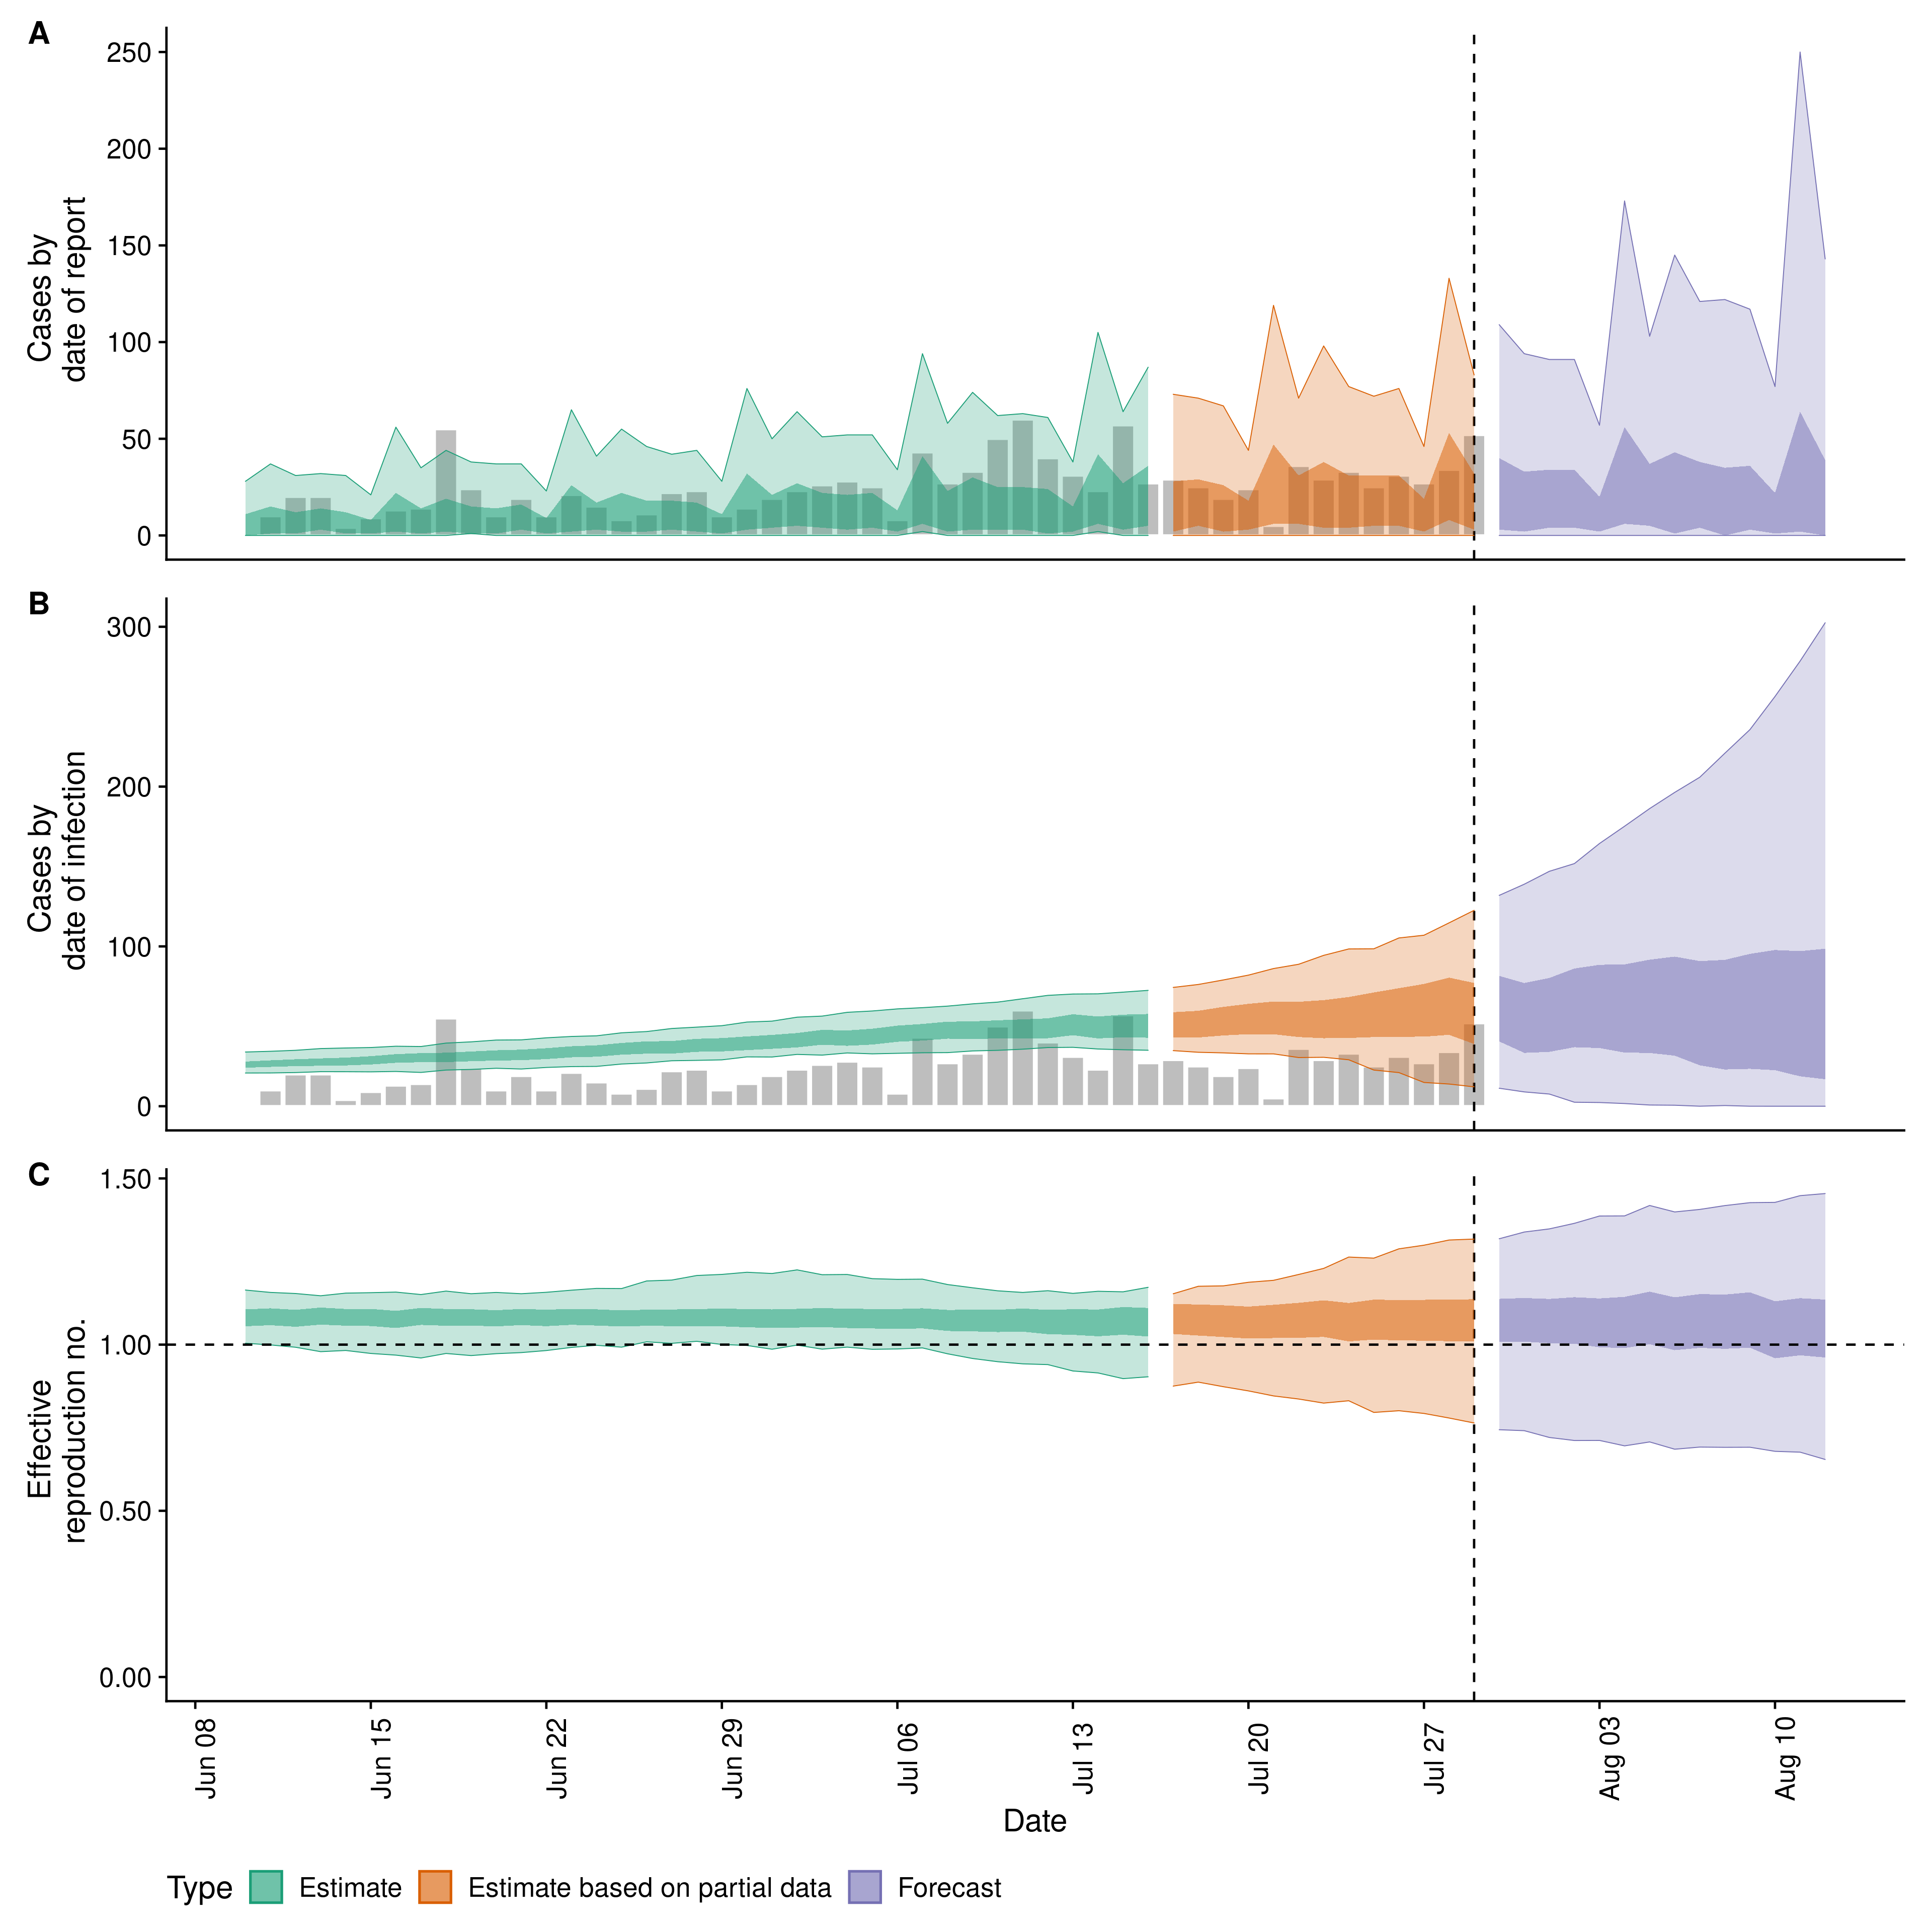 A
Cases by
date of report
250
200
150
100
50
0
B
Cases by
date of infection
300
200
100
0
C
Effective
reproduction no.
1.50
1.00
0.50
0.00
Jun 08
Jun 15
Jun 22
Jun 29
Jul 06
Jul 13
Jul 20
Jul 27
Aug 03
Aug 10
Date
Type Estimate Estimate based on partial data Forecast